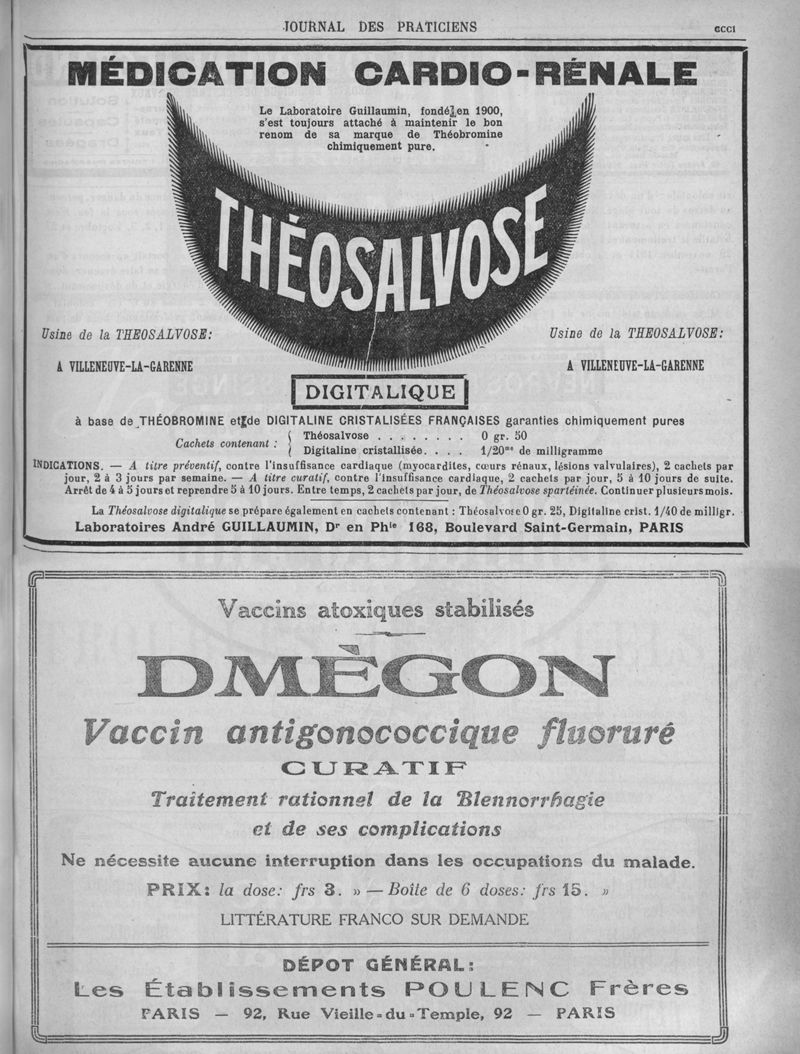 JOURNAL DES PRATICIENS
CCCI
MÉDICATION CARDIO-RÉNALE
Le Laboratoire Guillaumin, fondé en 1900,
s'est toujours attaché à maintenir le bon
renom de sa marque de Théobromine
chimiquement pure.
THÉOSALVOSE
Usine de la THEOSALVOSE:
A VILLENEUVE-LA-GARENNE
Usine de la THEOSALVOSE:
A VILLENEUVE-LA-GARENNE
DIGITALIQUE
à base de THÉOBROMINE et de DIGITALINE CRISTALISÉES FRANÇAISES garanties chimiquement pures
Cachets contenant :
Théosalvose . . . . . . . . 0 gr. 50
Digitaline cristallisée. . . . 1/20me de milligramme
INDICATIONS. — A titre préventif, contre l'insuffisance cardiaque (myocardites, cœurs rénaux, lésions valvulaires), 2 cachets par
jour, 2 à 3 jours par semaine. — A titre curatif, contre l'insuffisance cardiaque, 2 cachets par jour, 5 à 10 jours de suite.
Arrêt de 4 à 5 jours et reprendre 5 à 10 jours. Entre temps, 2 cachets par jour, de Théosalvose spartéinée. Continuer plusieurs mois.
La Théosalvose digitalique se prépare également en cachets contenant : Théosalvose 0 gr. 25, Digitaline crist. 1/40 de milligr.
Laboratoires André GUILLAUMIN, Dr en Phie 168, Boulevard Saint-Germain, PARIS
Vaccins atoxiques stabilisés
DMÈGON
Vaccin antigonococcique fluoruré
CURATIF
Traitement rationnel de la Blennorrhagie
et de ses complications
Ne nécessite aucune interruption dans les occupations du malade.
PRIX: la dose: frs 3. » — Boîte de 6 doses: frs 15. »
LITTÉRATURE FRANCO SUR DEMANDE
DÉPOT GÉNÉRAL:
Les Établissements POULENC Frères
PARIS — 92, Rue Vieille-du-Temple, 92 — PARIS